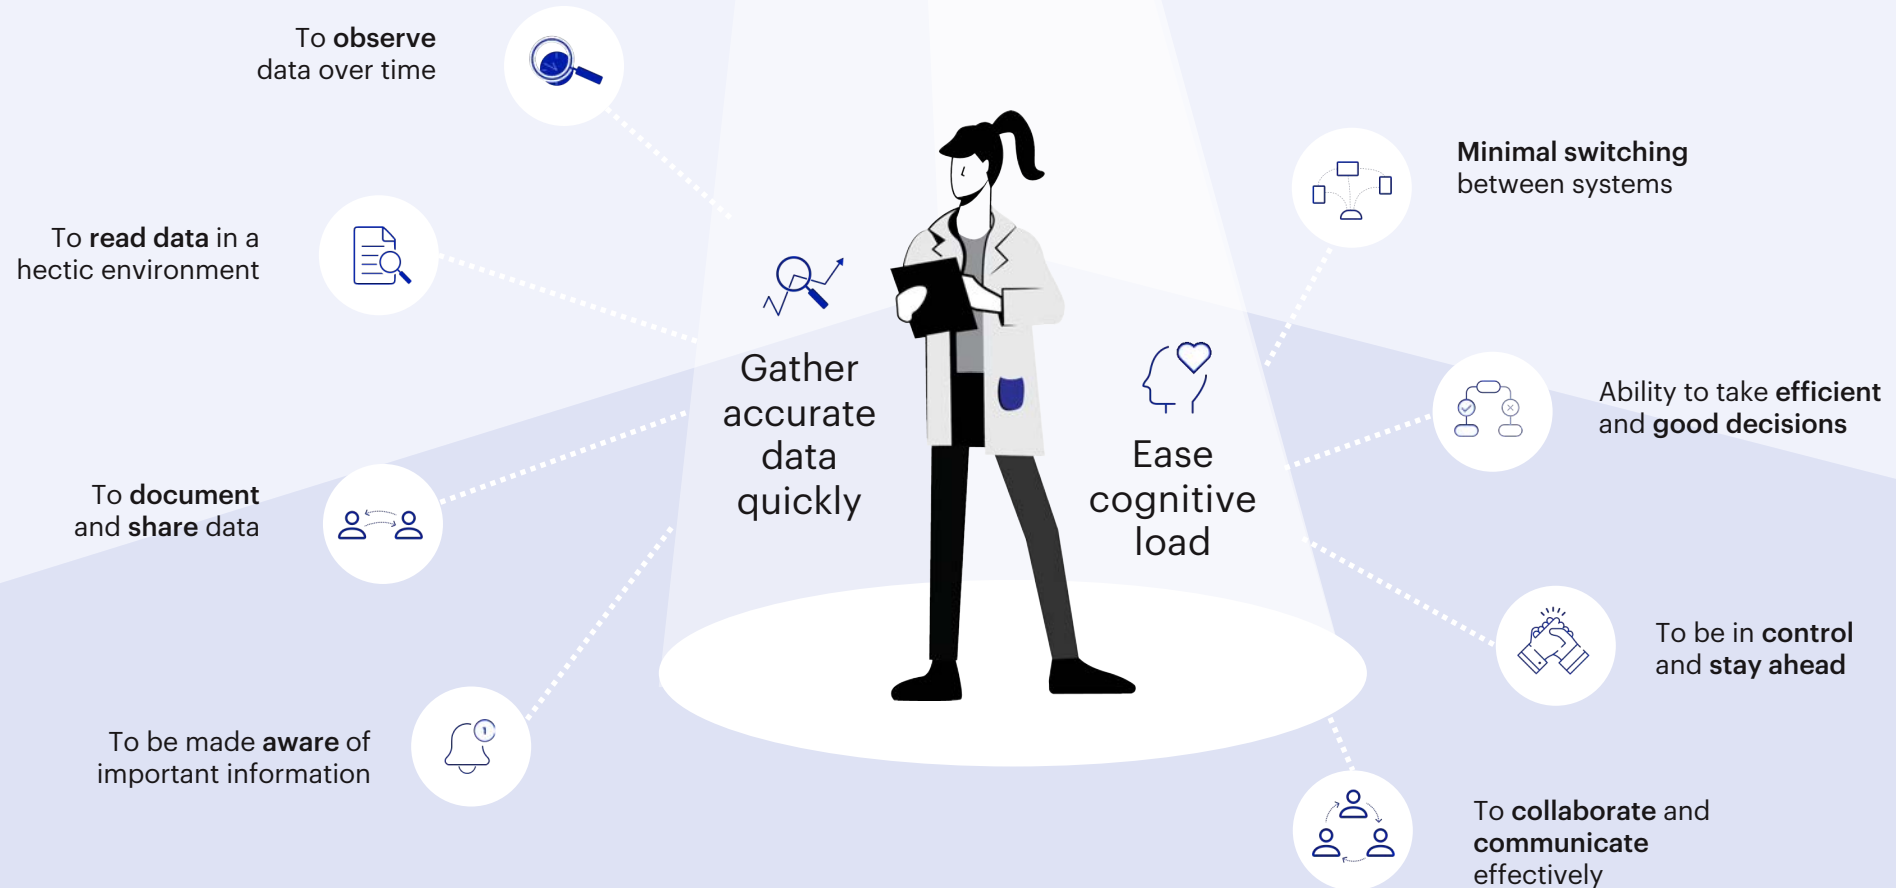 To observe
data over time
To read data in a
hectic environment
To document
and share data
To be made aware of
important information
Gather
accurate
data
quickly
Ease
cognitive
load
Minimal switching
between systems
Ability to take efficient
and good decisions
To be in control
and stay ahead
To collaborate and
communicate
effectively
1